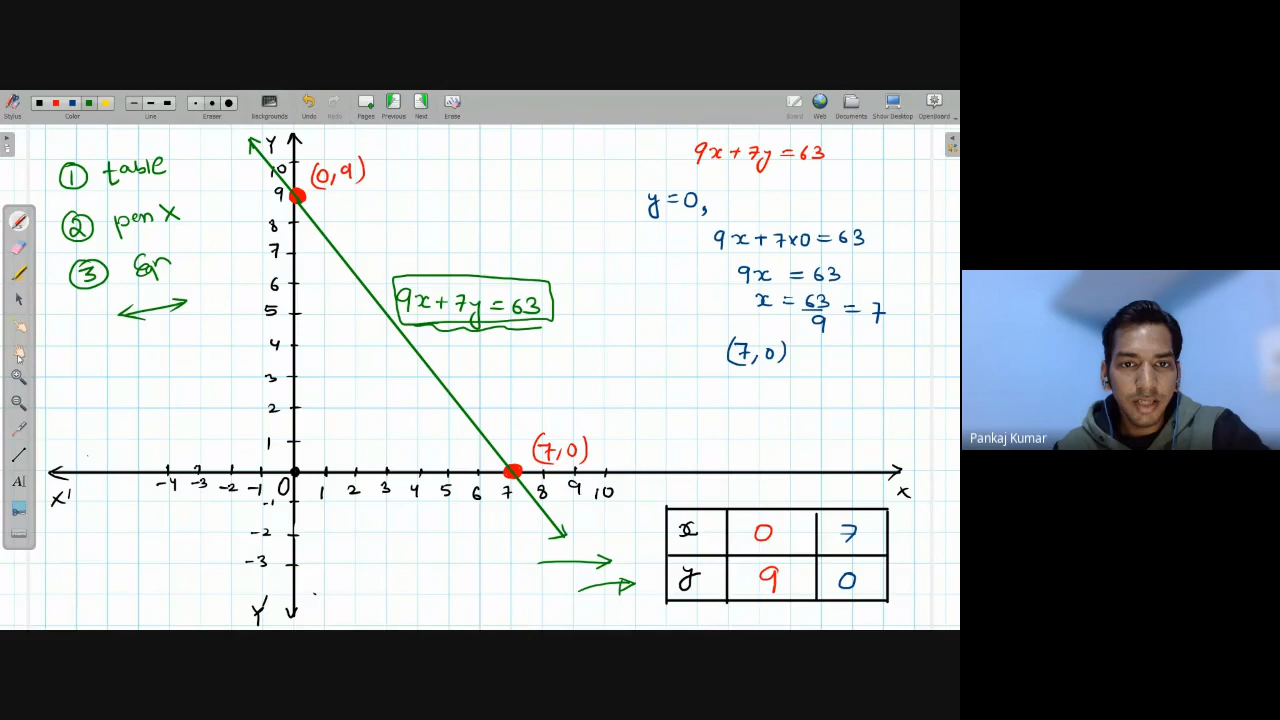 Stylus Color Line Eraser Backgrounds Undo Redo Pages Previous Next Erase Board Web Documents Show Desktop OpenBoard
① table
② pen X
③ Eqn
Y
10
(0,9)
9
8
7
6
5
4
3
2
1
9x+7y=63
(7,0)
X' -4 -3 -2 -1 0 1 2 3 4 5 6 7 8 9 10 x
-1
-2
-3
Y'
9x+7y=63
y=0,
9x+7×0=63
9x = 63
x = 63/9 = 7
(7,0)
x 0 7
y 9 0
AI
Pankaj Kumar